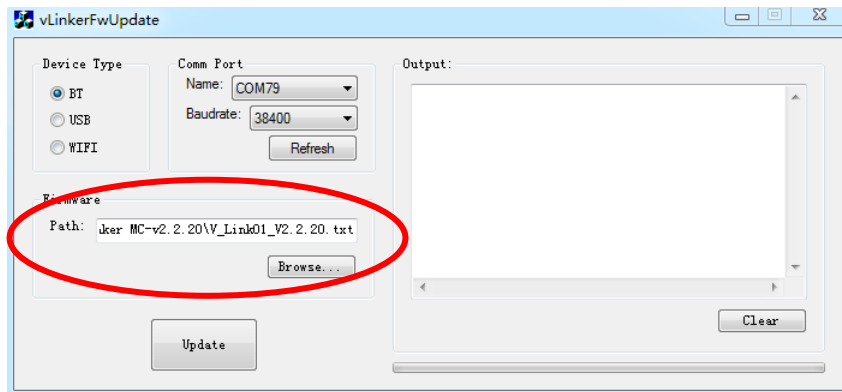 vLinkerFwUpdate
Device Type
BT
USB
WIFI
Comm Port
Name: COM79
Baudrate: 38400
Refresh
Firmware
Path: ker MC-v2.2.20\V_Link01_V2.2.20.txt
Browse...
Update
Output:
Clear